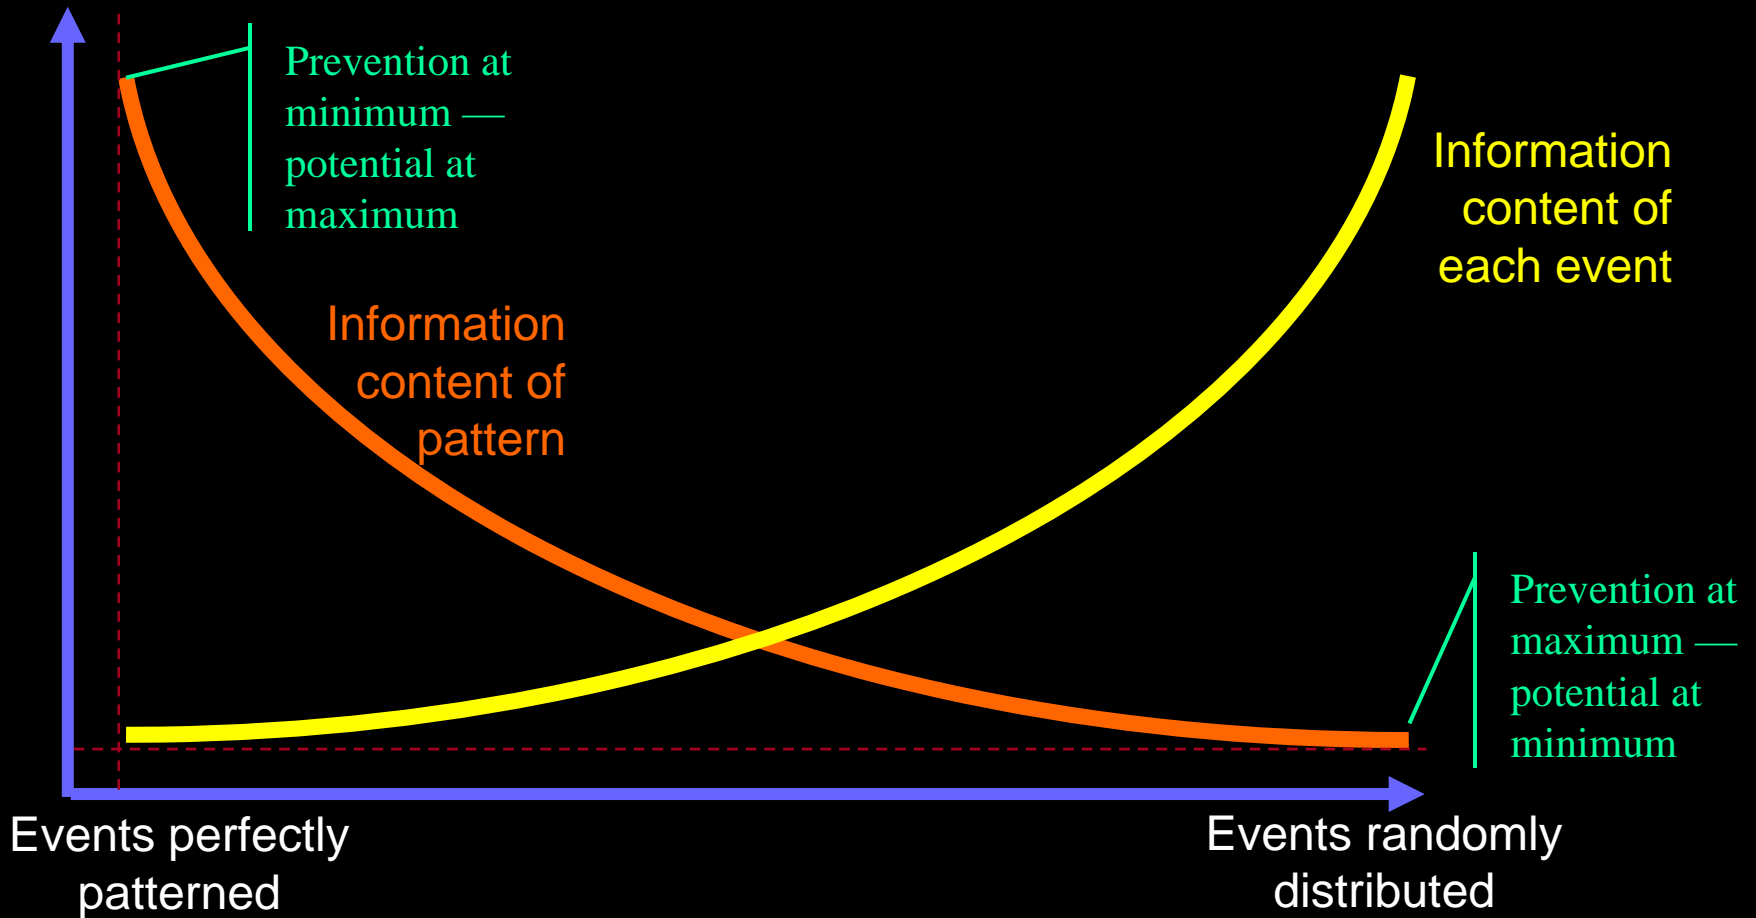 Prevention at
minimum —
potential at
maximum
Information
content of
each event
Information
content of
pattern
Prevention at
maximum —
potential at
minimum
Events perfectly
patterned
Events randomly
distributed